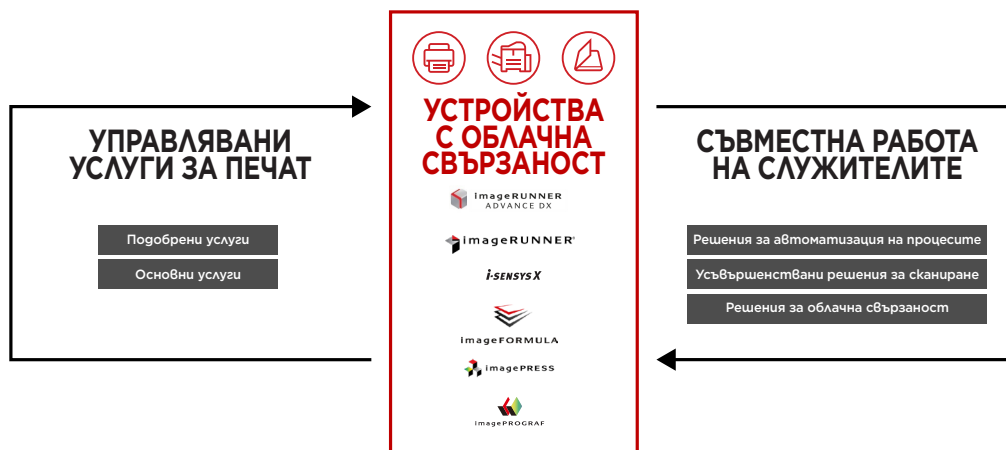 УПРАВЛЯВАНИ
УСЛУГИ ЗА ПЕЧАТ
Подобрени услуги
Основни услуги
УСТРОЙСТВА
С ОБЛАЧНА
СВЪРЗАНОСТ
imageRUNNER
ADVANCE DX
imageRUNNER®
i-SENSYS X
imageFORMULA
imagePRESS
imagePROGRAF
СЪВМЕСТНА РАБОТА
НА СЛУЖИТЕЛИТЕ
Решения за автоматизация на процесите
Усъвършенствани решения за сканиране
Решения за облачна свързаност